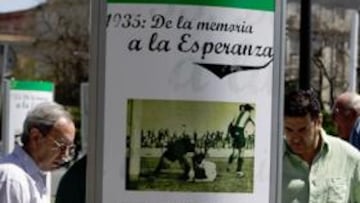 1935: De la memoria
a la Esperanza